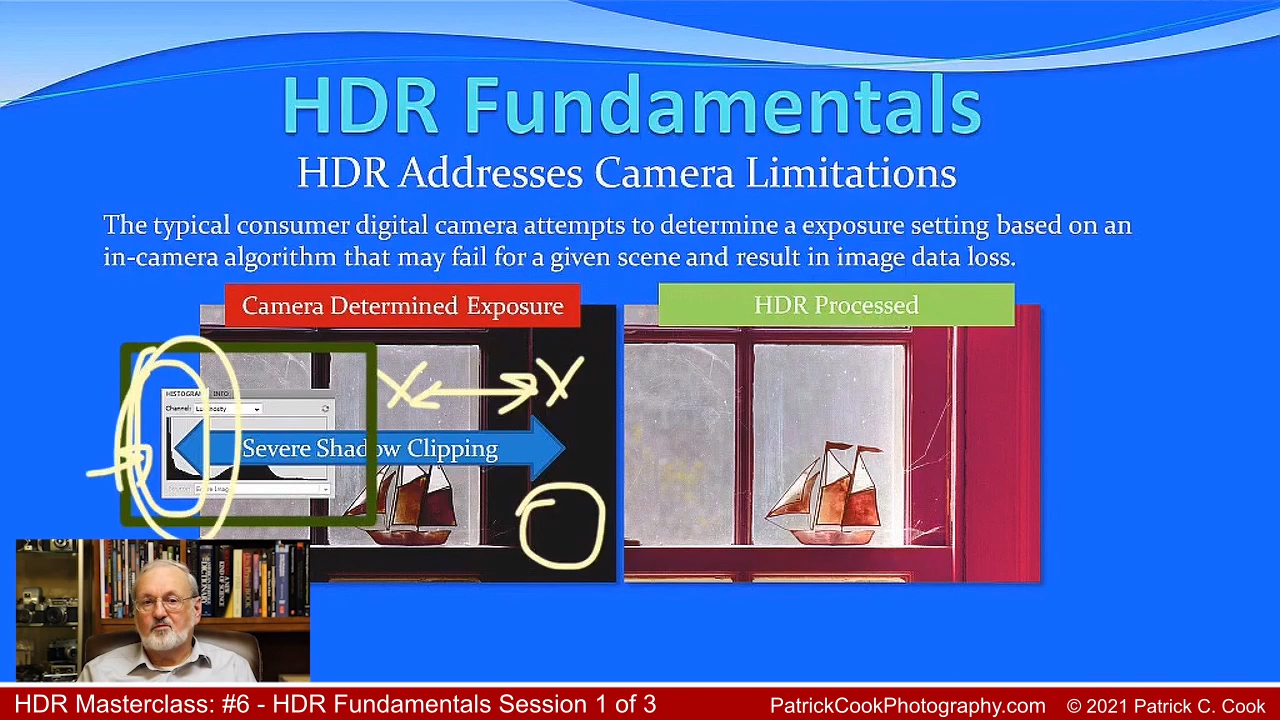 HDR Fundamentals
HDR Addresses Camera Limitations
The typical consumer digital camera attempts to determine a exposure setting based on an
in-camera algorithm that may fail for a given scene and result in image data loss.
Camera Determined Exposure
HDR Processed
X X
HISTOGRAM INFO
Channel: Luminosity
Severe Shadow Clipping
Entire Image
HDR Masterclass: #6 - HDR Fundamentals Session 1 of 3
PatrickCookPhotography.com © 2021 Patrick C. Cook